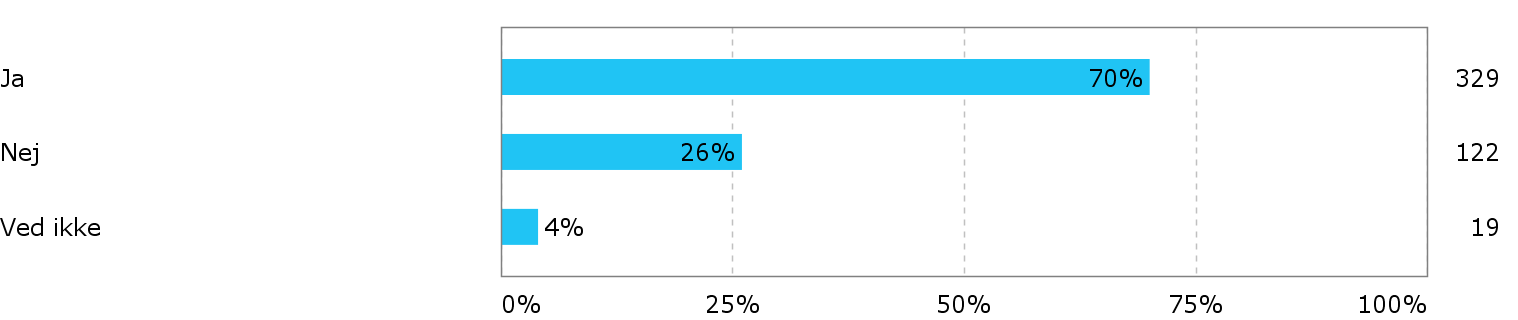 Ja 70% 329
Nej 26% 122
Ved ikke 4% 19
0% 25% 50% 75% 100%